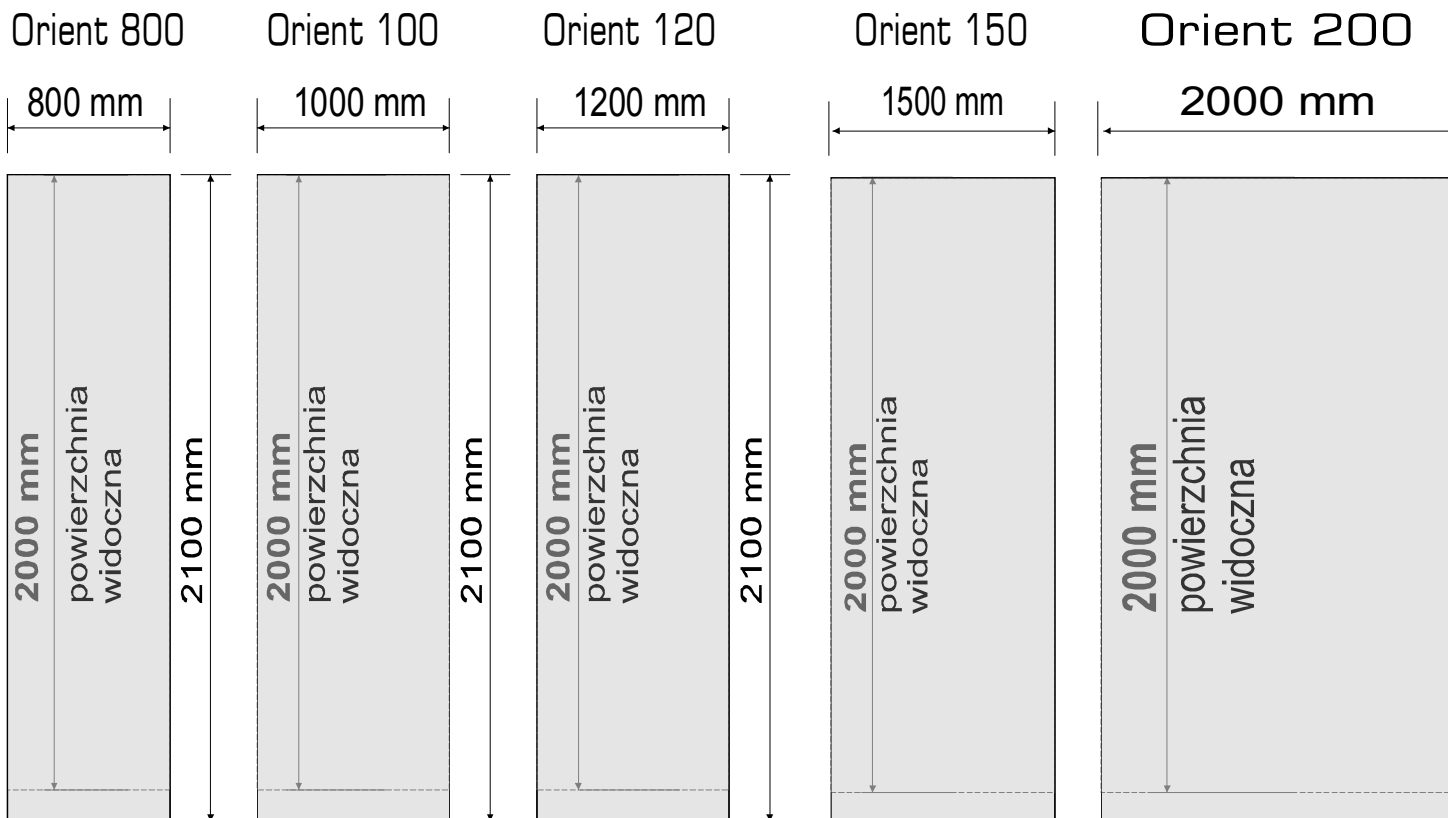 Orient 800
Orient 100
Orient 120
Orient 150
Orient 200
800 mm
1000 mm
1200 mm
1500 mm
2000 mm
2000 mm
powierzchnia
widoczna
2100 mm
2000 mm
powierzchnia
widoczna
2100 mm
2000 mm
powierzchnia
widoczna
2100 mm
2000 mm
powierzchnia
widoczna
2000 mm
powierzchnia
widoczna